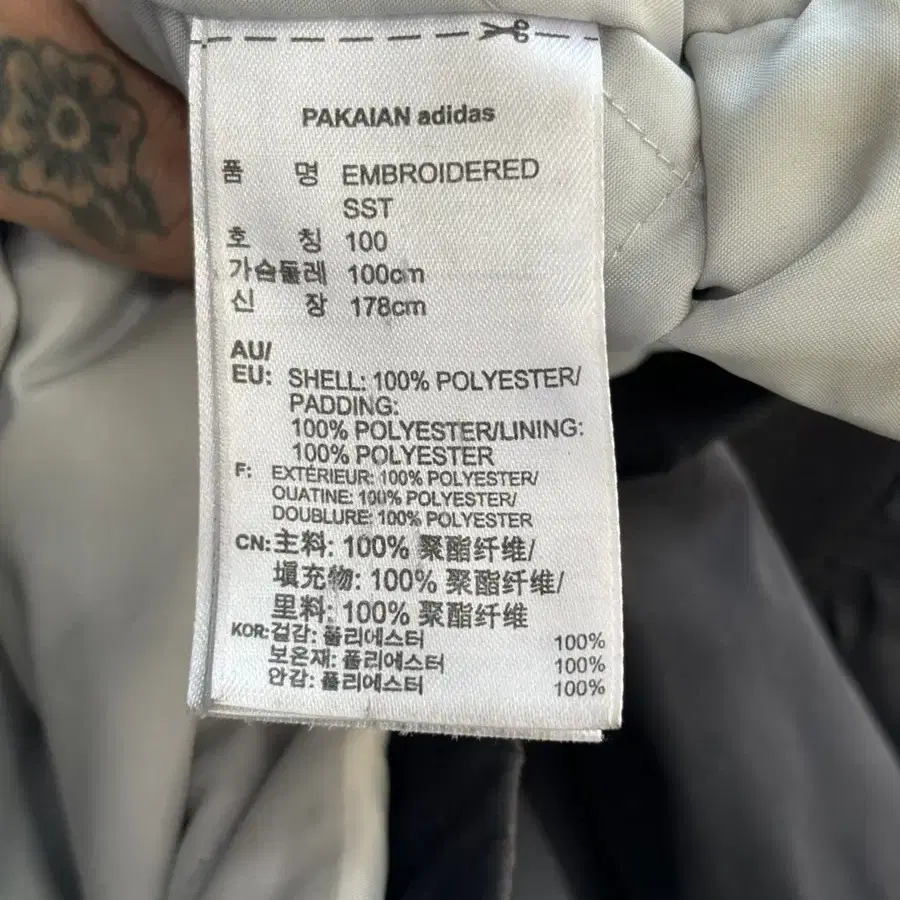 PAKAIAN adidas
품 명 EMBROIDERED
SST
호 칭 100
가슴둘레 100cm
신 장 178cm
AU/
EU: SHELL: 100% POLYESTER/
PADDING:
100% POLYESTER/LINING:
100% POLYESTER
F: EXTÉRIEUR: 100% POLYESTER/
OUATINE: 100% POLYESTER/
DOUBLURE: 100% POLYESTER
CN: 主料: 100% 聚酯纤维/
填充物: 100% 聚酯纤维/
里料: 100% 聚酯纤维
KOR: 겉감: 폴리에스터 100%
보온재: 폴리에스터 100%
안감: 폴리에스터 100%